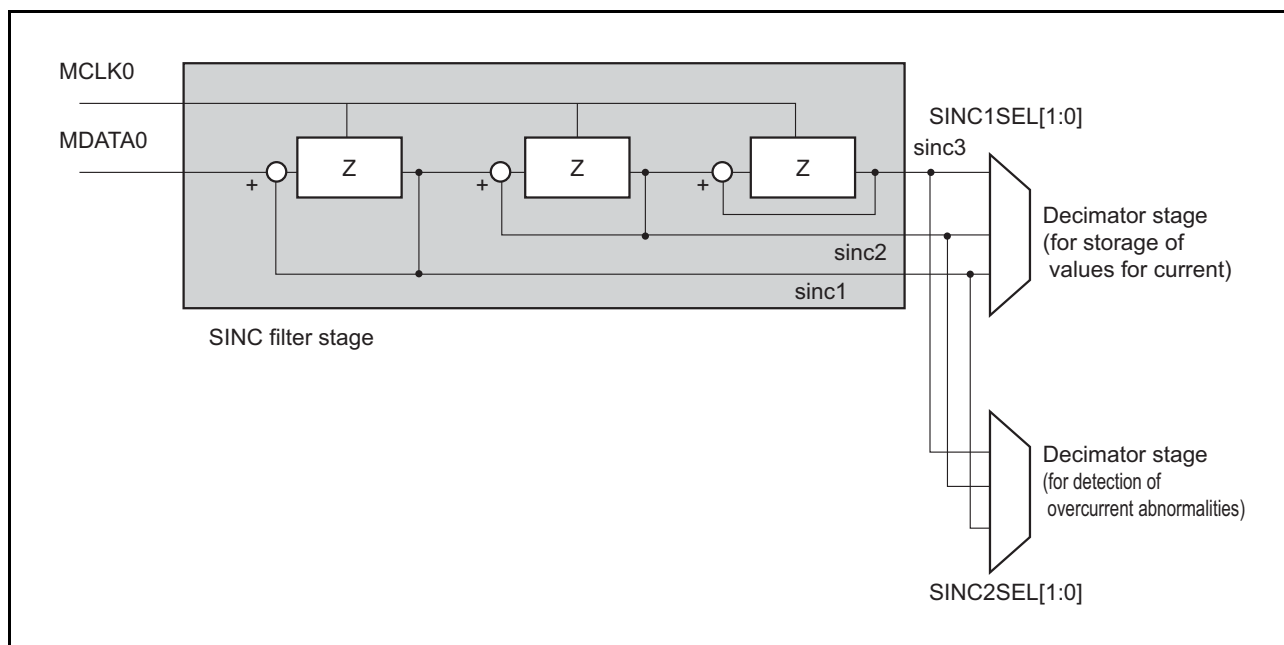 MCLK0
MDATA0
SINC1SEL[1:0]
sinc3
+
Z
+
Z
+
Z
Decimator stage
(for storage of
values for current)
sinc2
sinc1
SINC filter stage
Decimator stage
(for detection of
overcurrent abnormalities)
SINC2SEL[1:0]